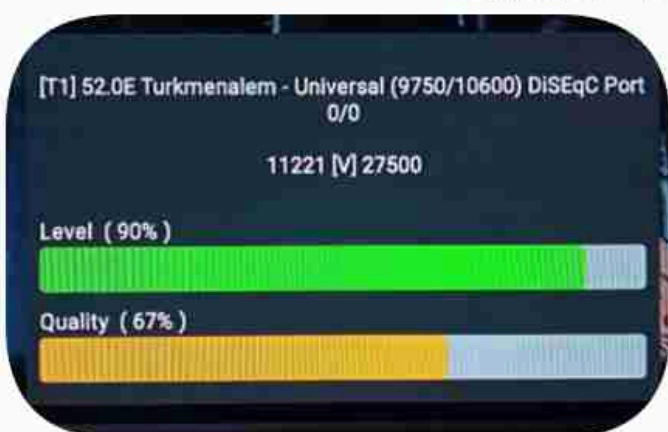 [T1] 52.0E Turkmenalem - Universal (9750/10600) DiSEqC Port
0/0
11221 [V] 27500
Level ( 90% )
Quality ( 67% )